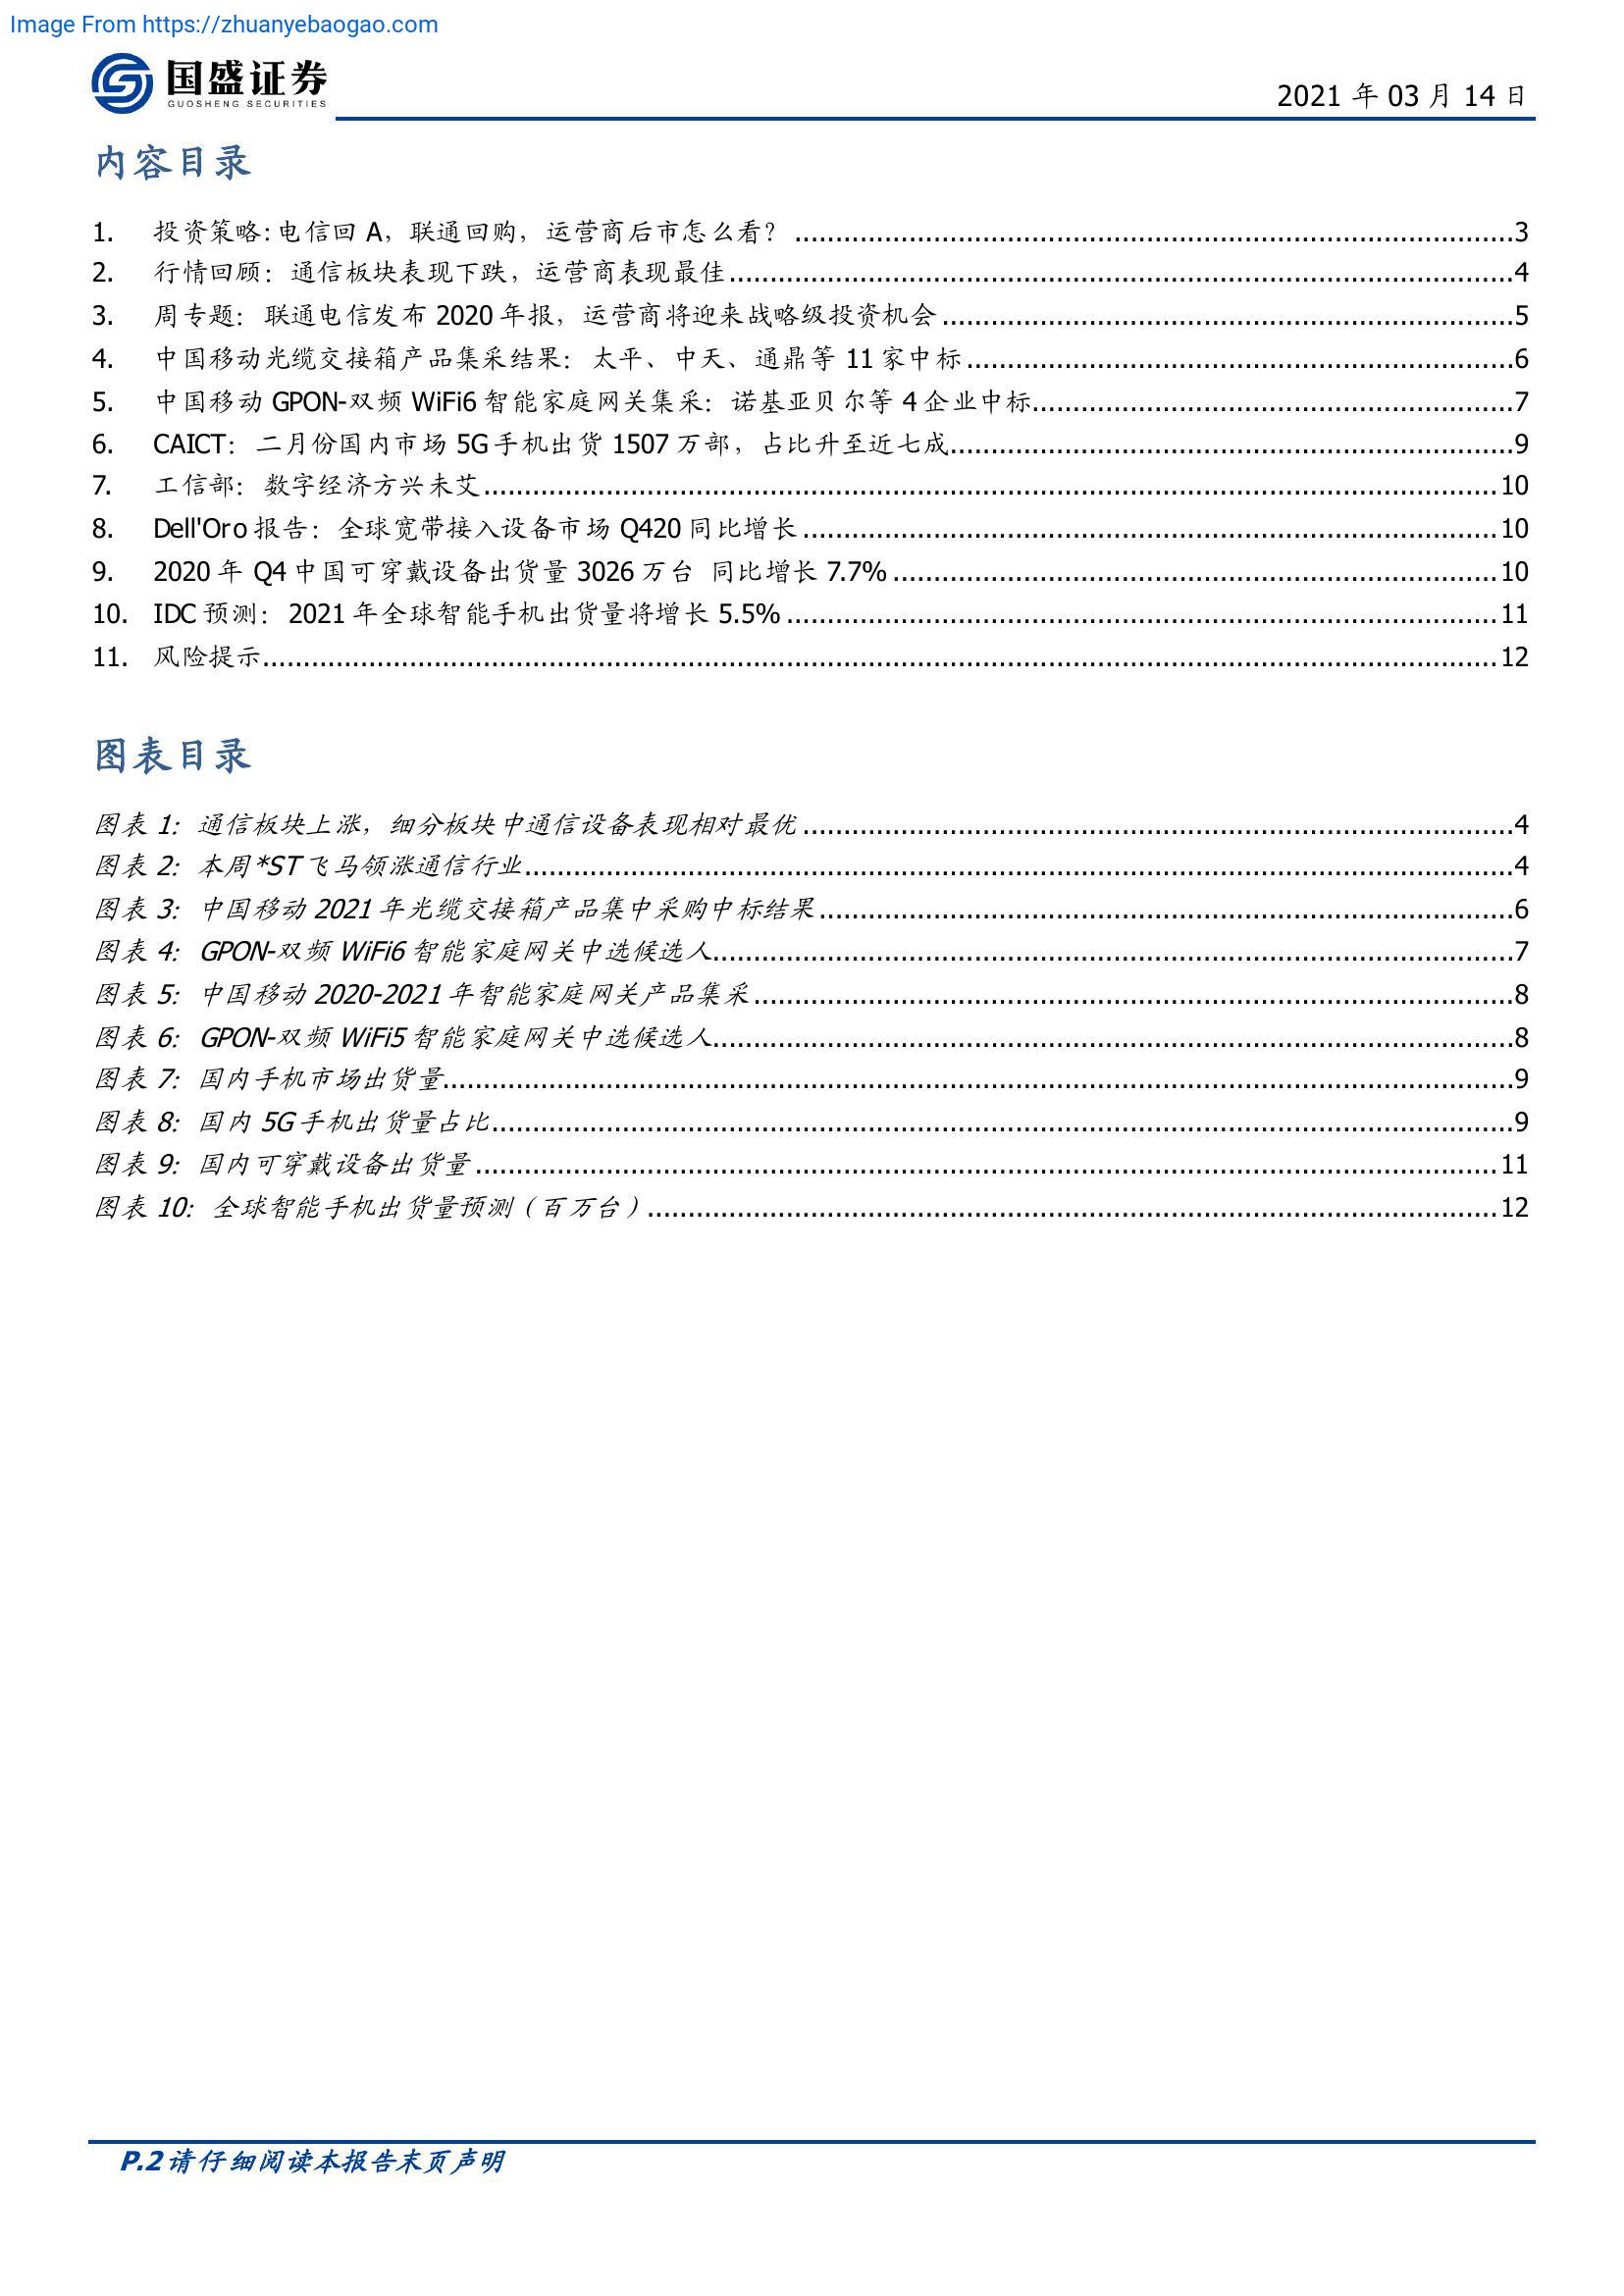 Image From https://zhuanyebaogao.com
国盛证券
GUOSHENG SECURITIES
2021 年 03 月 14 日
内容目录
1. 投资策略:电信回 A，联通回购，运营商后市怎么看？ 3
2. 行情回顾：通信板块表现下跌，运营商表现最佳 4
3. 周专题：联通电信发布 2020 年报，运营商将迎来战略级投资机会 5
4. 中国移动光缆交接箱产品集采结果：太平、中天、通鼎等 11 家中标 6
5. 中国移动 GPON-双频 WiFi6 智能家庭网关集采：诺基亚贝尔等 4 企业中标 7
6. CAICT：二月份国内市场 5G 手机出货 1507 万部，占比升至近七成 9
7. 工信部：数字经济方兴未艾 10
8. Dell'Oro 报告：全球宽带接入设备市场 Q420 同比增长 10
9. 2020 年 Q4 中国可穿戴设备出货量 3026 万台 同比增长 7.7% 10
10. IDC 预测：2021 年全球智能手机出货量将增长 5.5% 11
11. 风险提示 12
图表目录
图表 1：通信板块上涨，细分板块中通信设备表现相对最优 4
图表 2：本周*ST 飞马领涨通信行业 4
图表 3：中国移动 2021 年光缆交接箱产品集中采购中标结果 6
图表 4：GPON-双频 WiFi6 智能家庭网关中选候选人 7
图表 5：中国移动 2020-2021 年智能家庭网关产品集采 8
图表 6：GPON-双频 WiFi5 智能家庭网关中选候选人 8
图表 7：国内手机市场出货量 9
图表 8：国内 5G 手机出货量占比 9
图表 9：国内可穿戴设备出货量 11
图表 10：全球智能手机出货量预测（百万台） 12
P.2 请仔细阅读本报告末页声明